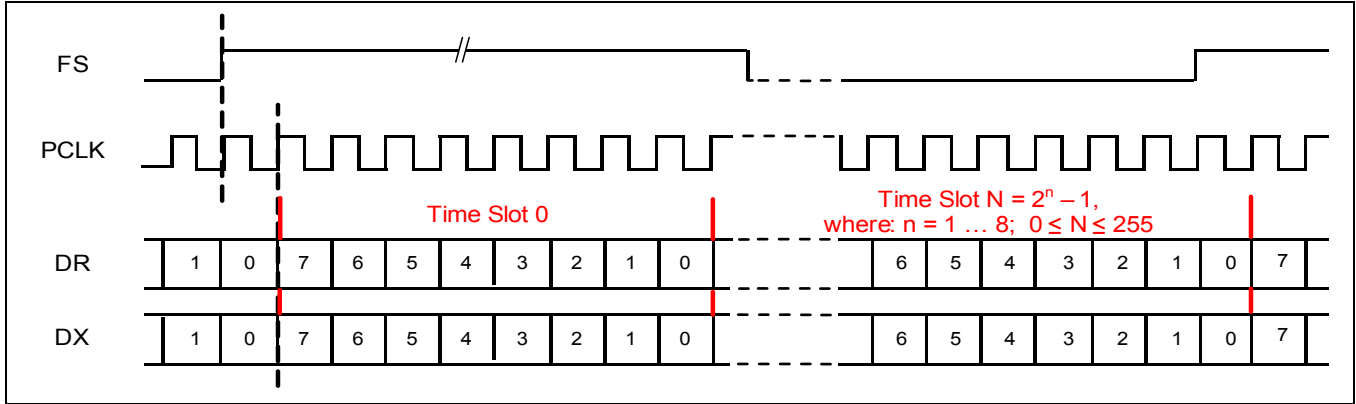 FS
PCLK
Time Slot 0
Time Slot N = 2ⁿ – 1,
where: n = 1 … 8; 0 ≤ N ≤ 255
DR 1 0 7 6 5 4 3 2 1 0 6 5 4 3 2 1 0 7
DX 1 0 7 6 5 4 3 2 1 0 6 5 4 3 2 1 0 7